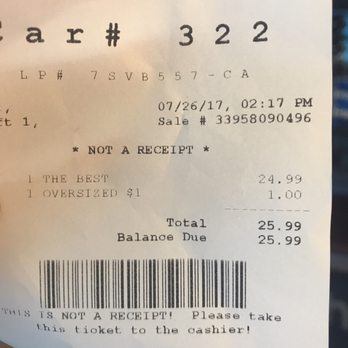 Car# 322
LP# 7SVB557-CA
07/26/17, 02:17 PM
1, Sale # 33958090496
* NOT A RECEIPT *
1 THE BEST 24.99
1 OVERSIZED $1 1.00
Total 25.99
Balance Due 25.99
THIS IS NOT A RECEIPT! Please take
this ticket to the cashier!